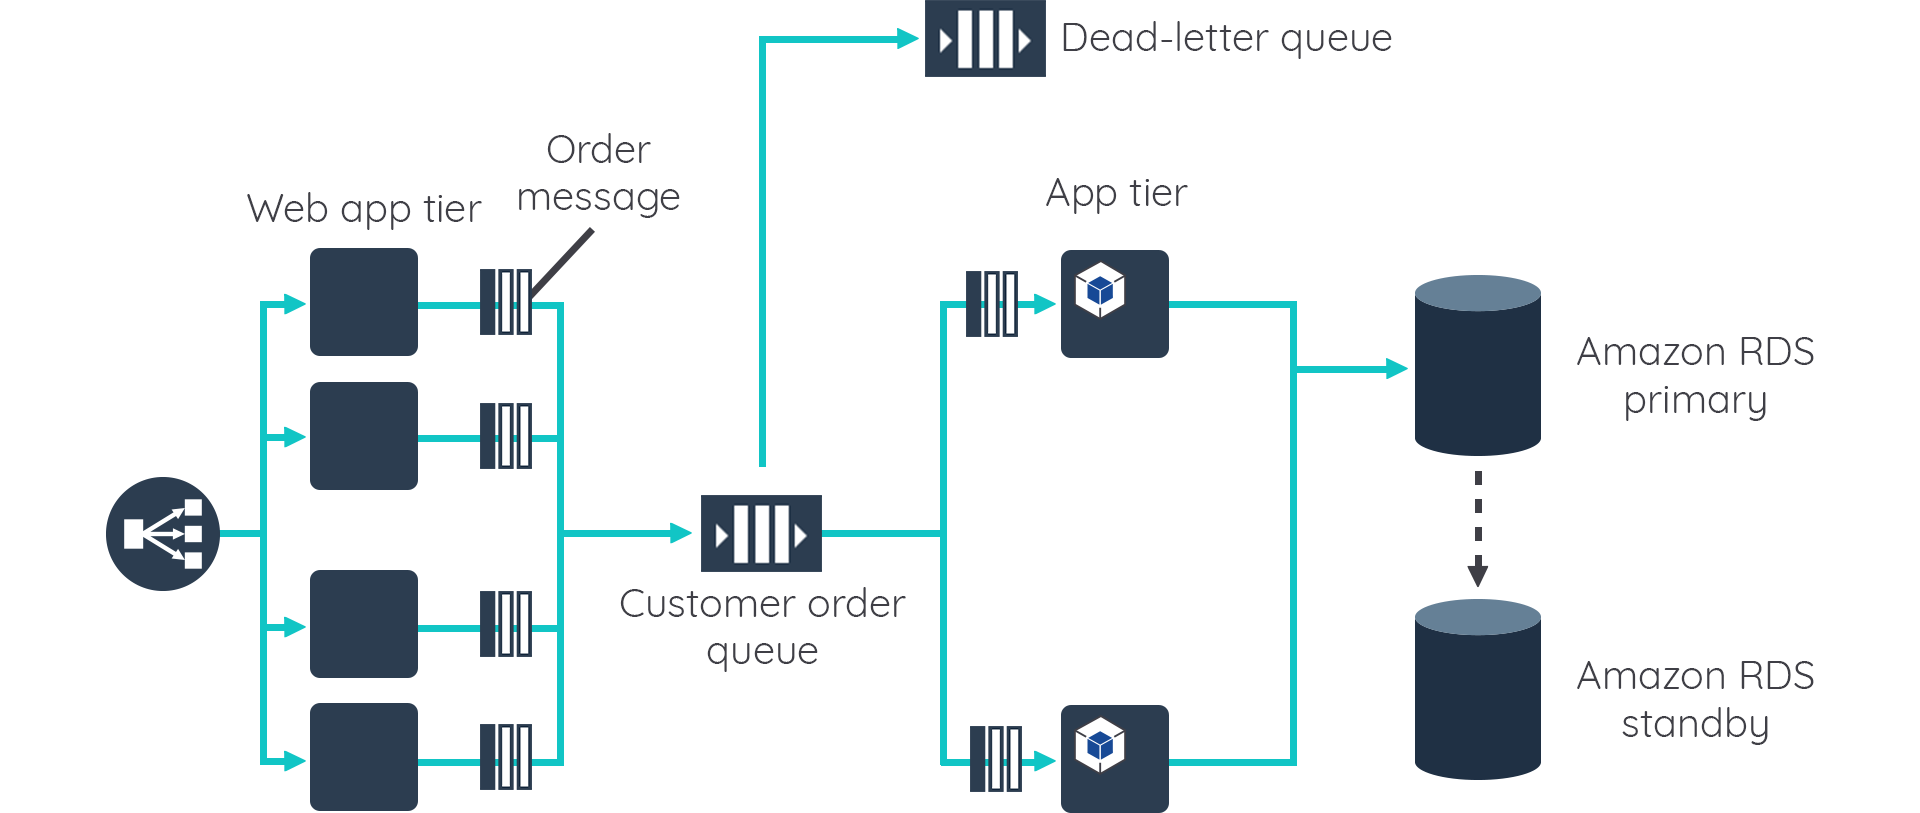 Dead-letter queue
Order
message
Web app tier
App tier
Amazon RDS
primary
Customer order
queue
Amazon RDS
standby